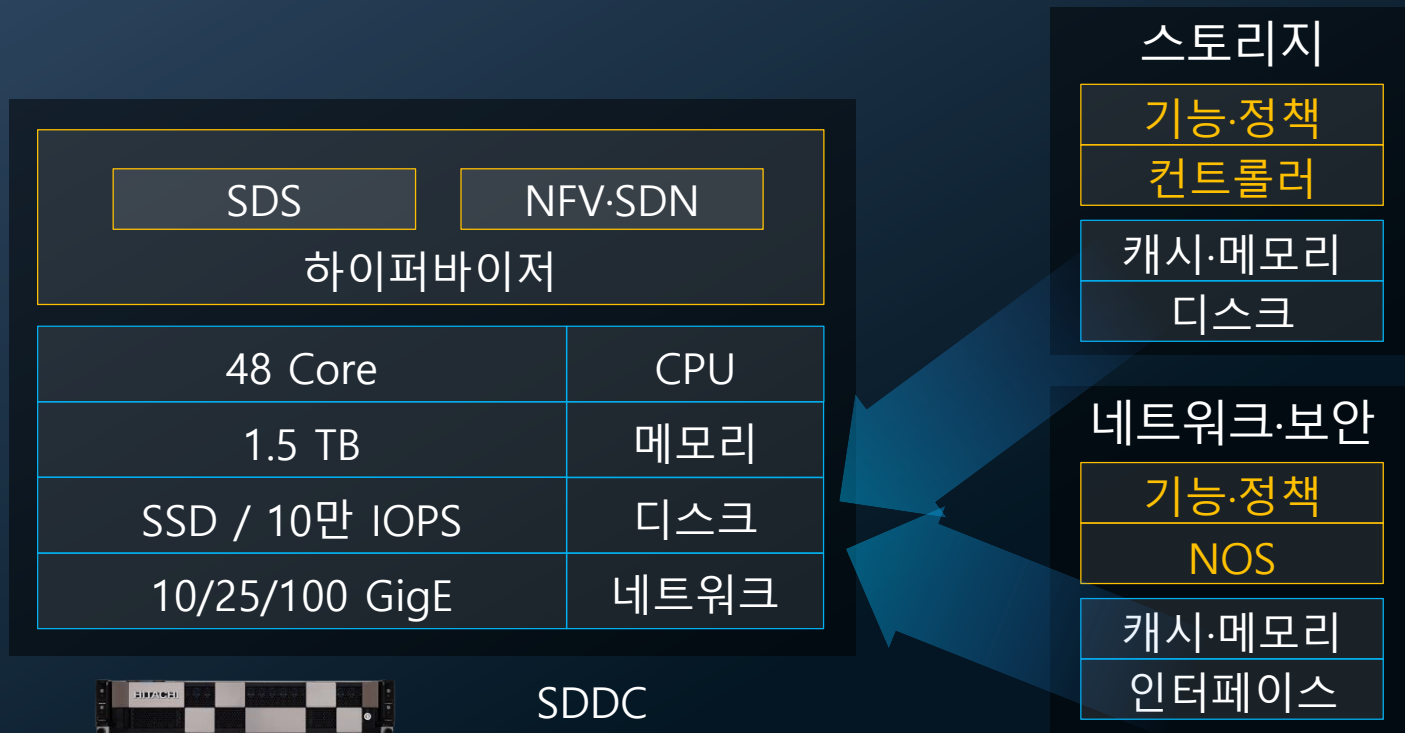 SDS
NFV·SDN
하이퍼바이저
48 Core
CPU
1.5 TB
메모리
SSD / 10만 IOPS
디스크
10/25/100 GigE
네트워크
HITACHI
SDDC
스토리지
기능·정책
컨트롤러
캐시·메모리
디스크
네트워크·보안
기능·정책
NOS
캐시·메모리
인터페이스